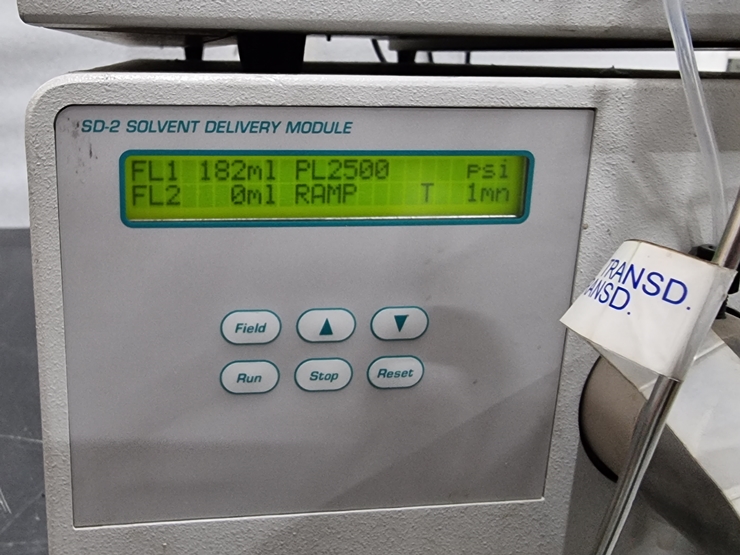 SD-2 SOLVENT DELIVERY MODULE
FL1 182ml PL2500 psi
FL2 0ml RAMP T 1mn
Field
Run Stop Reset
TRANSD.
ANSD.